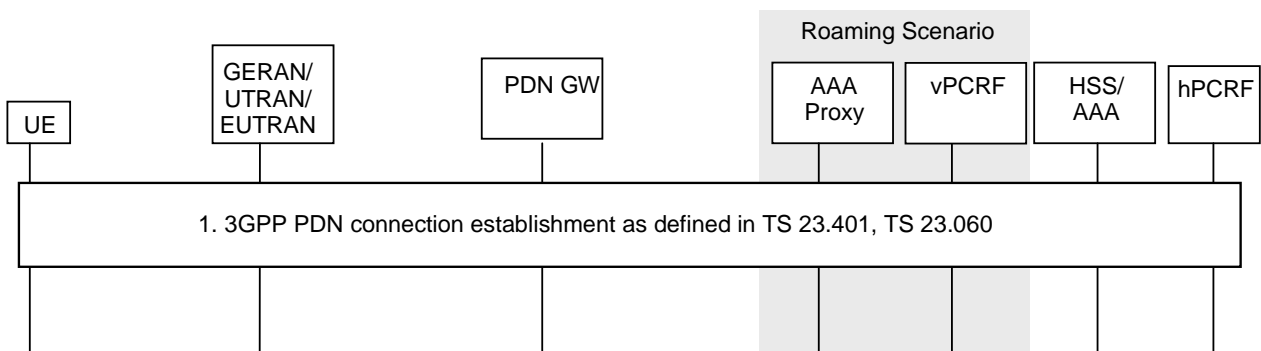 Roaming Scenario
UE
GERAN/
UTRAN/
EUTRAN
PDN GW
AAA
Proxy
vPCRF
HSS/
AAA
hPCRF
1. 3GPP PDN connection establishment as defined in TS 23.401, TS 23.060